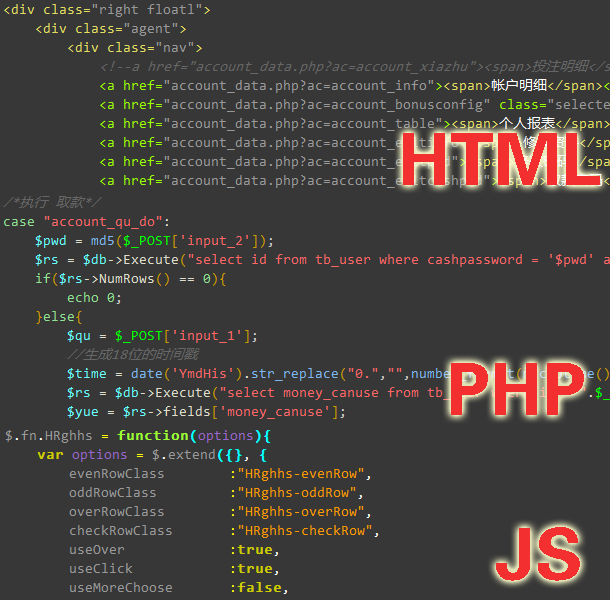 <div class="right floatl">
<div class="agent">
<div class="nav">
<!--a href="account_data.php?ac=account_xiazhu"><span>投注明细</s
<a href="account_data.php?ac=account_info"><span>帐户明细</span><
<a href="account_data.php?ac=account_bonusconfig" class="selecte
<a href="account_data.php?ac=account_table"><span>个人报表</span>
<a href="account_data.php?ac=account_e
<a href="account_data.php?ac=account_e
<a href="account_data.php?ac=account_e
HTML
/*执行 取款*/
case "account_qu_do":
$pwd = md5($_POST['input_2']);
$rs = $db->Execute("select id from tb_user where cashpassword = '$pwd' a
if($rs->NumRows() == 0){
echo 0;
}else{
$qu = $_POST['input_1'];
//生成18位的时间戳
$time = date('YmdHis').str_replace("0.","",numbe
$rs = $db->Execute("select money_canuse from tb_
$yue = $rs->fields['money_canuse'];
PHP
$.fn.HRghhs = function(options){
var options = $.extend({}, {
evenRowClass :"HRghhs-evenRow",
oddRowClass :"HRghhs-oddRow",
overRowClass :"HRghhs-overRow",
checkRowClass :"HRghhs-checkRow",
useOver :true,
useClick :true,
useMoreChoose :false,
JS